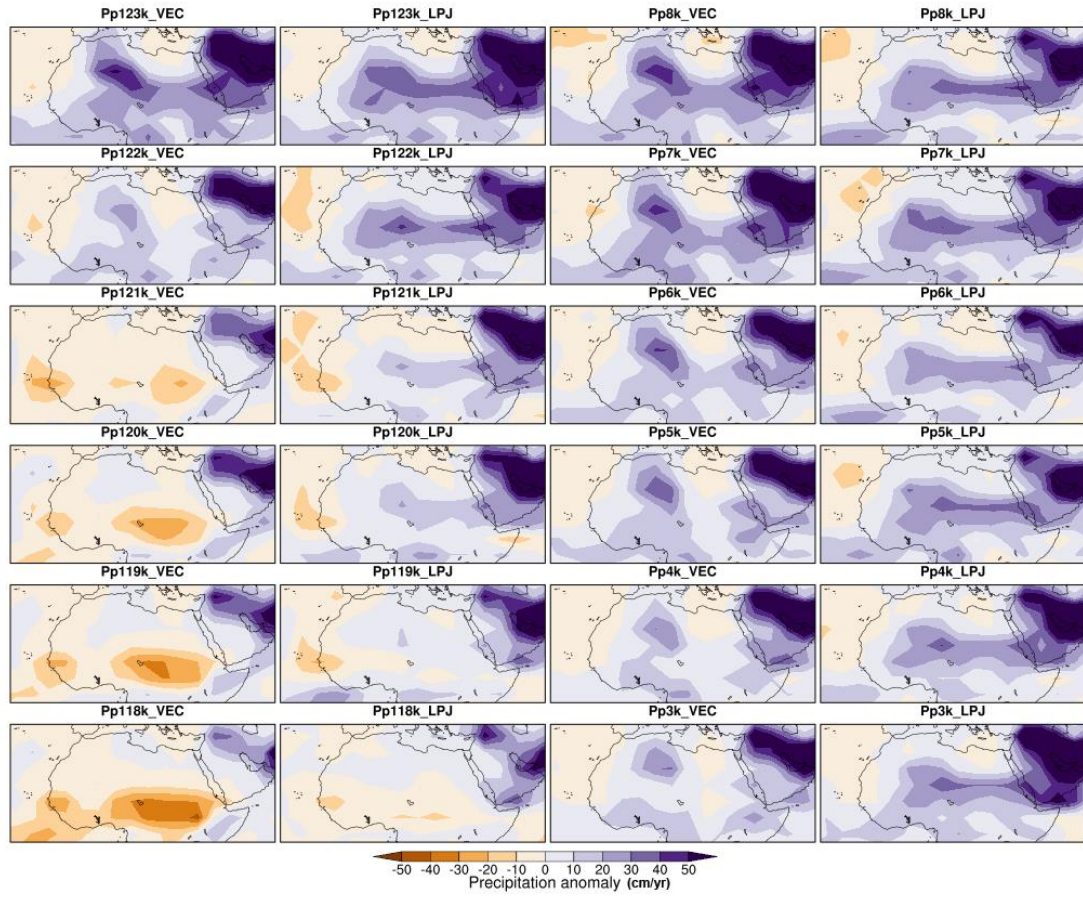 Pp123k_VEC Pp123k_LPJ Pp8k_VEC Pp8k_LPJ
Pp122k_VEC Pp122k_LPJ Pp7k_VEC Pp7k_LPJ
Pp121k_VEC Pp121k_LPJ Pp6k_VEC Pp6k_LPJ
Pp120k_VEC Pp120k_LPJ Pp5k_VEC Pp5k_LPJ
Pp119k_VEC Pp119k_LPJ Pp4k_VEC Pp4k_LPJ
Pp118k_VEC Pp118k_LPJ Pp3k_VEC Pp3k_LPJ
-50 -40 -30 -20 -10 0 10 20 30 40 50
Precipitation anomaly (cm/yr)